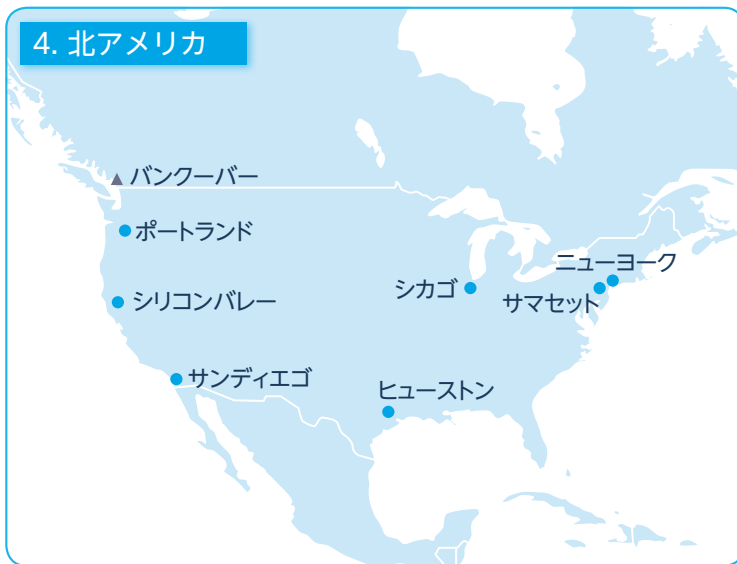 4. 北アメリカ
バンクーバー
ポートランド
ニューヨーク
シカゴ
サマセット
シリコンバレー
サンディエゴ
ヒューストン